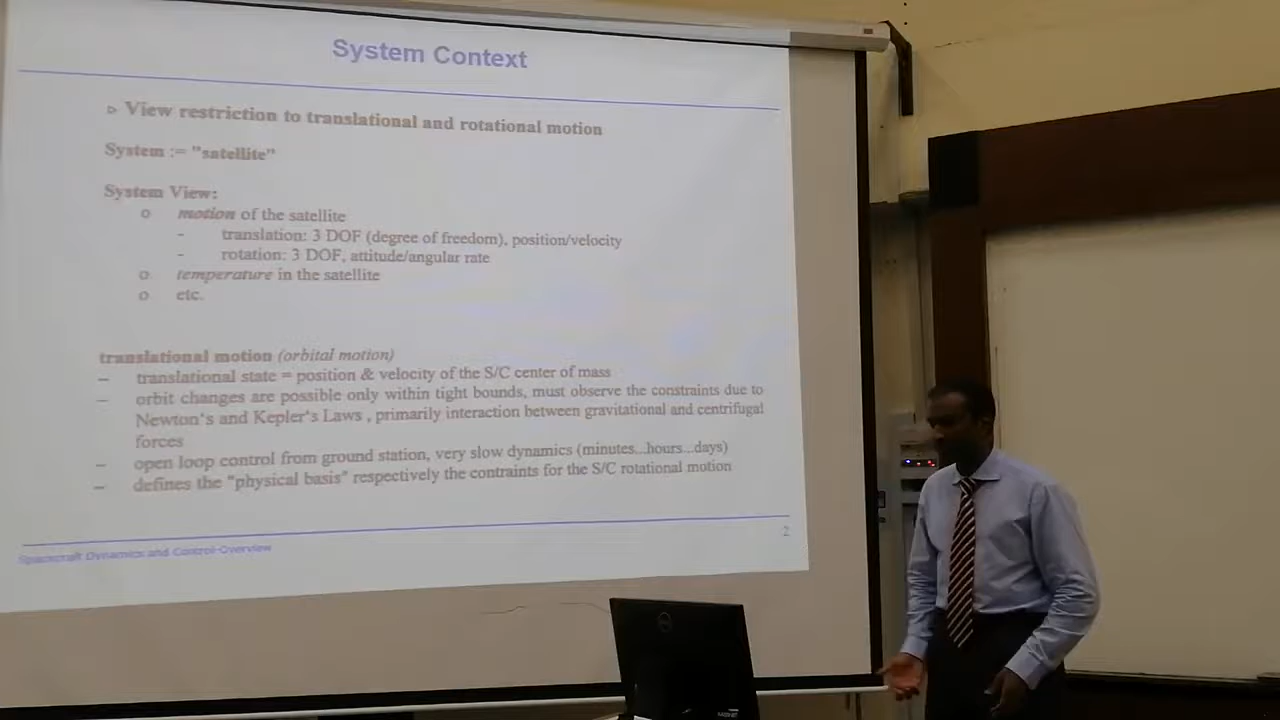 System Context
▹ View restriction to translational and rotational motion
System := "satellite"
System View:
o motion of the satellite
- translation: 3 DOF (degree of freedom), position/velocity
- rotation: 3 DOF, attitude/angular rate
o temperature in the satellite
o etc.
translational motion (orbital motion)
– translational state = position & velocity of the S/C center of mass
– orbit changes are possible only within tight bounds, must observe the constraints due to
Newton's and Kepler's Laws , primarily interaction between gravitational and centrifugal
forces
– open loop control from ground station, very slow dynamics (minutes...hours...days)
– defines the "physical basis" respectively the contraints for the S/C rotational motion
Spacecraft Dynamics and Control-Overview
2
DELL